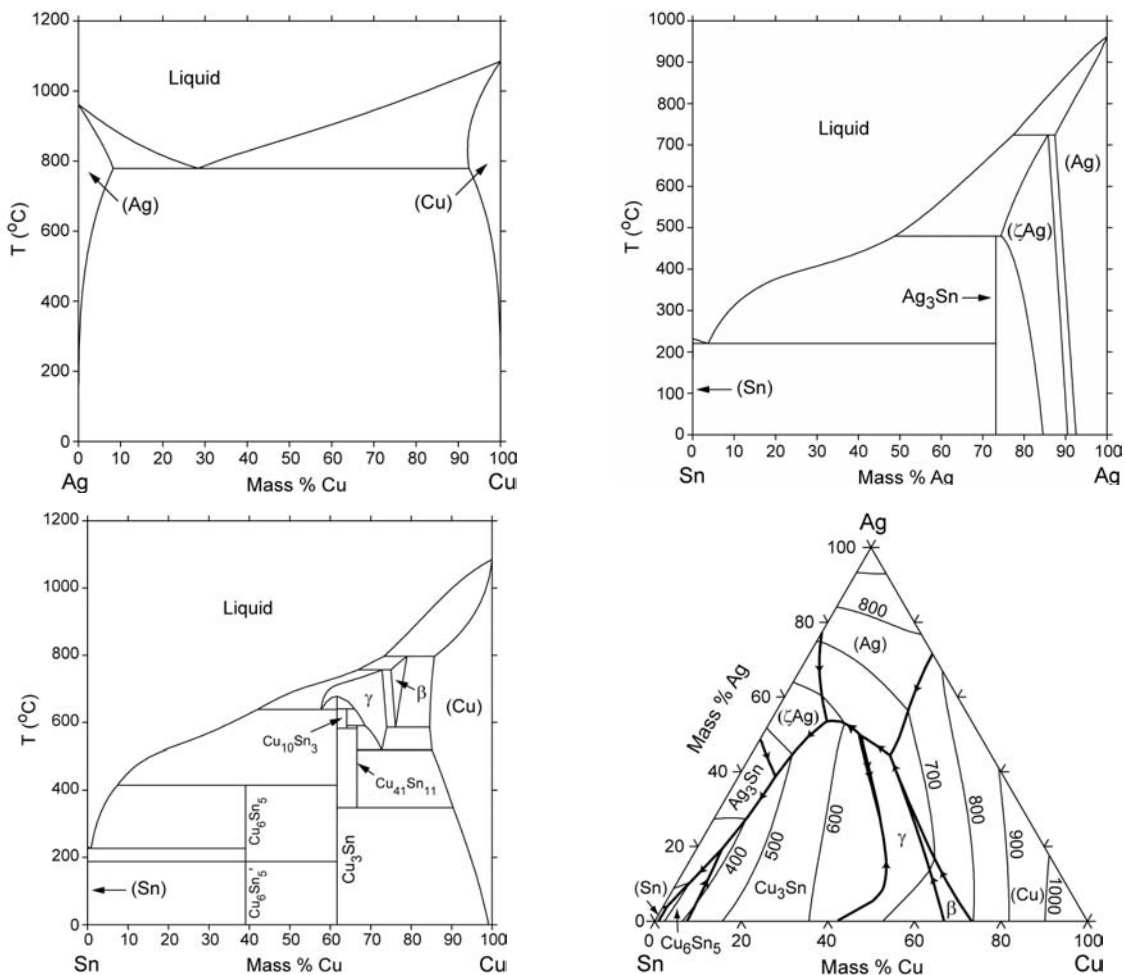 1200
1000
800
600
400
200
0
T (°C)
Liquid
(Ag)
(Cu)
0 10 20 30 40 50 60 70 80 90 100
Ag Mass % Cu Cu
1000
900
800
700
600
500
400
300
200
100
0
T (°C)
Liquid
(Ag)
(ζAg)
Ag₃Sn
(Sn)
0 10 20 30 40 50 60 70 80 90 100
Sn Mass % Ag Ag
1200
1000
800
600
400
200
0
T (°C)
Liquid
γ
β
(Cu)
Cu₁₀Sn₃
Cu₄₁Sn₁₁
Cu₆Sn₅
Cu₃Sn
Cu₆Sn₅'
(Sn)
0 10 20 30 40 50 60 70 80 90 100
Sn Mass % Cu Cu
Ag
100
800
80
(Ag)
Mass % Ag
60
(ζAg)
40
Ag₃Sn
700
800
600
500
400
900
1000
20
γ
Cu₃Sn
(Sn)
β
(Cu)
0
Cu₆Sn₅
0 20 40 60 80 100
Sn Mass % Cu Cu